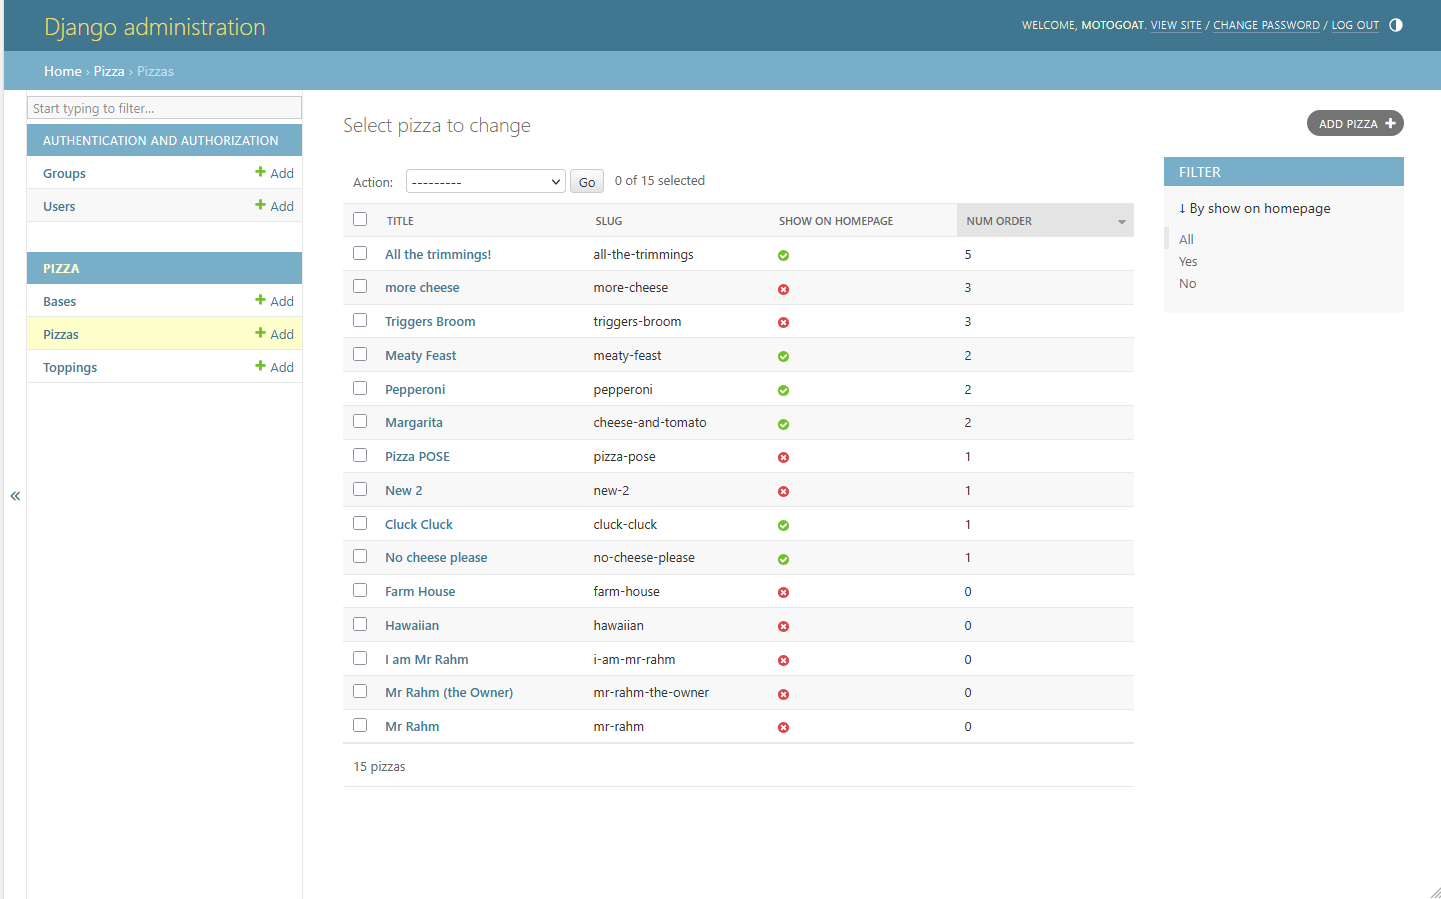 Django administration
WELCOME, MOTOGOAT. VIEW SITE / CHANGE PASSWORD / LOG OUT
Home › Pizza › Pizzas
Start typing to filter...
AUTHENTICATION AND AUTHORIZATION
Groups + Add
Users + Add
PIZZA
Bases + Add
Pizzas + Add
Toppings + Add
«
Select pizza to change
ADD PIZZA +
Action: --------- Go 0 of 15 selected
TITLE SLUG SHOW ON HOMEPAGE NUM ORDER
All the trimmings! all-the-trimmings 5
more cheese more-cheese 3
Triggers Broom triggers-broom 3
Meaty Feast meaty-feast 2
Pepperoni pepperoni 2
Margarita cheese-and-tomato 2
Pizza POSE pizza-pose 1
New 2 new-2 1
Cluck Cluck cluck-cluck 1
No cheese please no-cheese-please 1
Farm House farm-house 0
Hawaiian hawaiian 0
I am Mr Rahm i-am-mr-rahm 0
Mr Rahm (the Owner) mr-rahm-the-owner 0
Mr Rahm mr-rahm 0
15 pizzas
FILTER
↓ By show on homepage
All
Yes
No